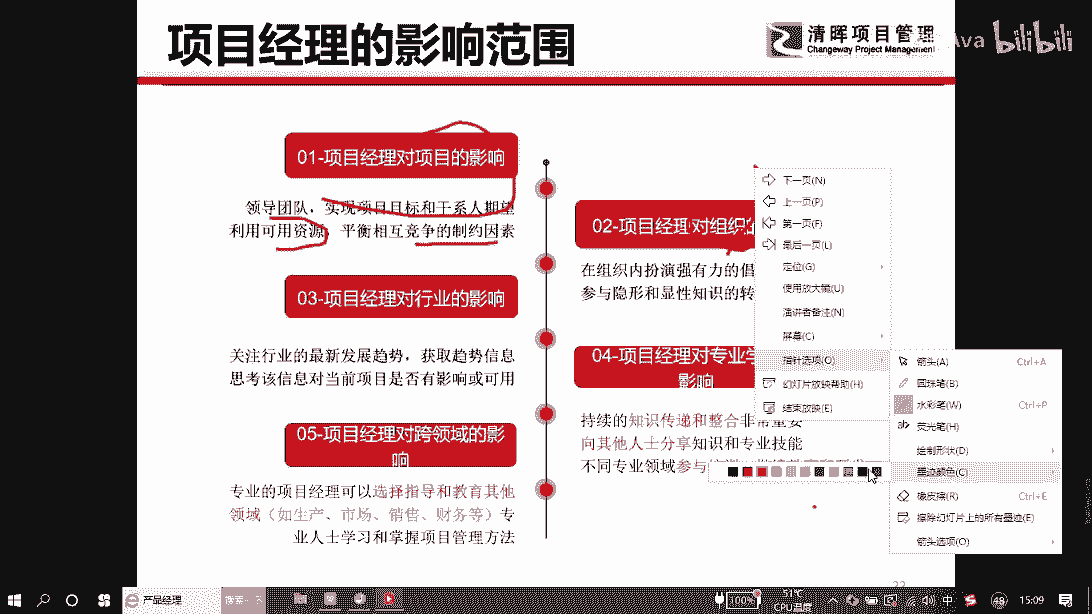 项目经理的影响范围
清晖项目管理
Changeway Project Management
Ava bilibili
01-项目经理对项目的影响
领导团队，实现项目目标和干系人期望
利用可用资源，平衡相互竞争的制约因素
02-项目经理对组织的
在组织内扮演强有力的倡
参与隐形和显性知识的转
03-项目经理对行业的影响
关注行业的最新发展趋势，获取趋势信息
思考该信息对当前项目是否有影响或可用
04-项目经理对专业学
影响
持续的知识传递和整合非常重要
向其他人士分享知识和专业技能
不同专业领域参与
05-项目经理对跨领域的影
响
专业的项目经理可以选择指导和教育其他
领域（如生产、市场、销售、财务等）专
业人士学习和掌握项目管理方法
下一页(N)
上一页(P)
第一页(F)
最后一页(L)
定位(G)
使用放大镜(U)
演讲者备注(N)
屏幕(C)
指针选项(O)
幻灯片放映帮助(H)
结束放映(E)
箭头(A) Ctrl+A
圆珠笔(B)
水彩笔(W) Ctrl+P
荧光笔(H)
绘制形状(D)
墨迹颜色(C)
橡皮擦(R) Ctrl+E
擦除幻灯片上的所有墨迹(E)
箭头选项(O)
22
产品经理
搜索一下
100%
51℃
CPU温度
中
48
15:09